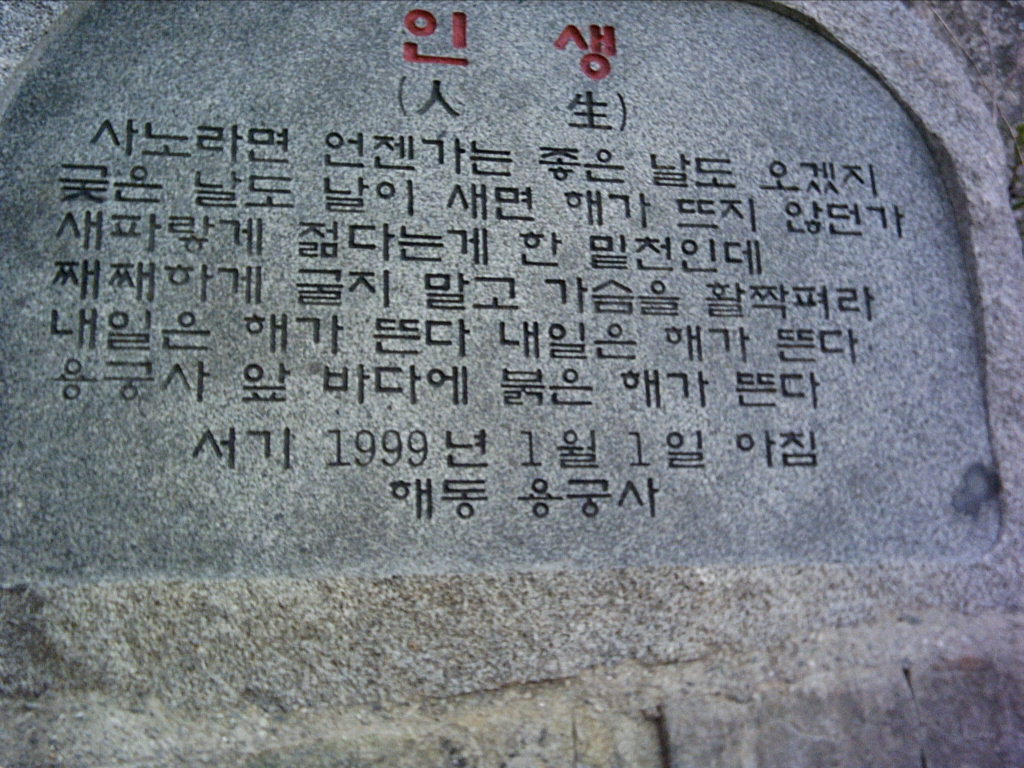 인 생
(人 生)
사노라면 언젠가는 좋은 날도 오겠지
궂은 날도 날이 새면 해가 뜨지 않던가
새파랗게 젊다는게 한 밑천인데
째째하게 굴지 말고 가슴을 활짝펴라
내일은 해가 뜬다 내일은 해가 뜬다
용궁사 앞 바다에 붉은 해가 뜬다
서기 1999년 1월 1일 아침
해동 용궁사